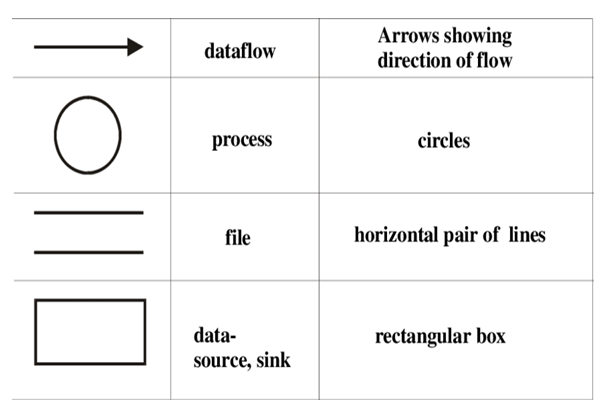 dataflow
Arrows showing
direction of flow
process
circles
file
horizontal pair of lines
data-
source, sink
rectangular box